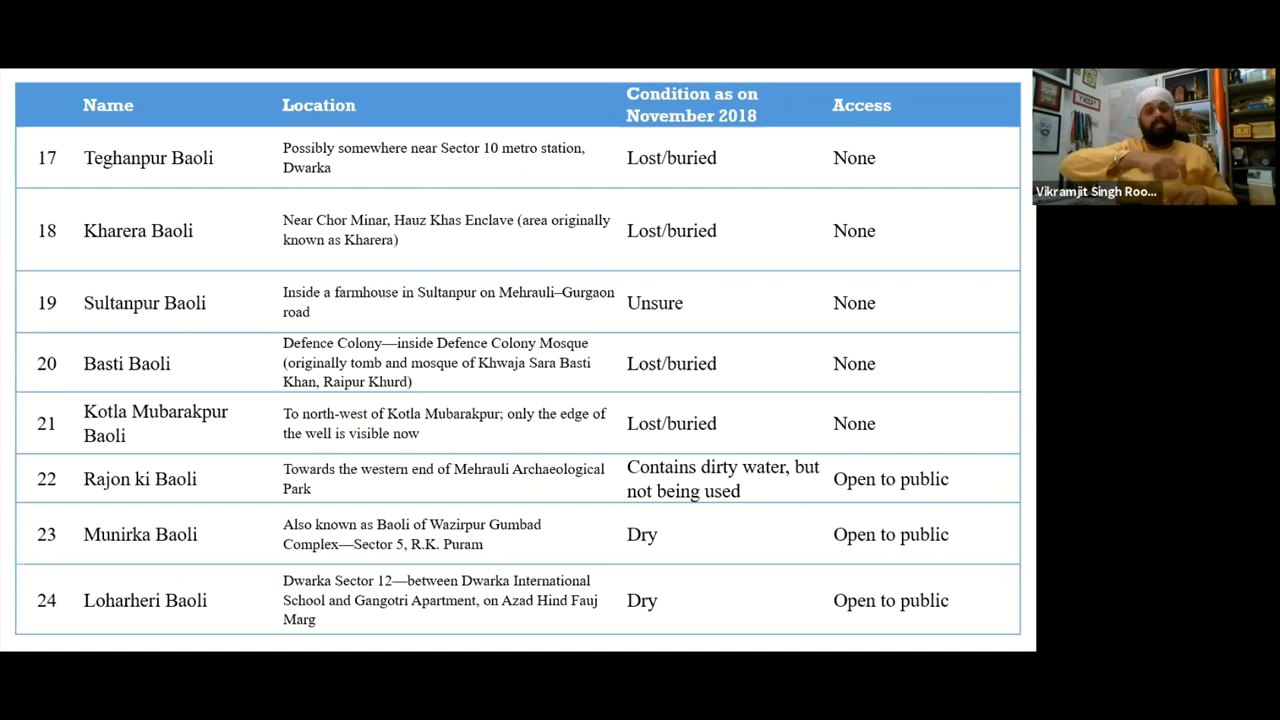 Name
Location
Condition as on
November 2018
Access
17
Teghanpur Baoli
Possibly somewhere near Sector 10 metro station,
Dwarka
Lost/buried
None
18
Kharera Baoli
Near Chor Minar, Hauz Khas Enclave (area originally
known as Kharera)
Lost/buried
None
19
Sultanpur Baoli
Inside a farmhouse in Sultanpur on Mehrauli–Gurgaon
road
Unsure
None
20
Basti Baoli
Defence Colony—inside Defence Colony Mosque
(originally tomb and mosque of Khwaja Sara Basti
Khan, Raipur Khurd)
Lost/buried
None
21
Kotla Mubarakpur
Baoli
To north-west of Kotla Mubarakpur; only the edge of
the well is visible now
Lost/buried
None
22
Rajon ki Baoli
Towards the western end of Mehrauli Archaeological
Park
Contains dirty water, but
not being used
Open to public
23
Munirka Baoli
Also known as Baoli of Wazirpur Gumbad
Complex—Sector 5, R.K. Puram
Dry
Open to public
24
Loharheri Baoli
Dwarka Sector 12—between Dwarka International
School and Gangotri Apartment, on Azad Hind Fauj
Marg
Dry
Open to public
Vikramjit Singh Roo...